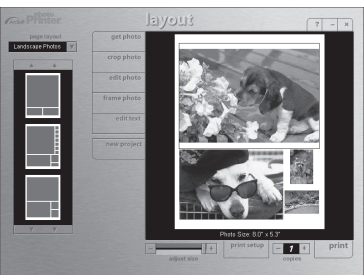 photo
Printer
layout
? – ×
page layout
Landscape Photos
get photo
crop photo
edit photo
frame photo
edit text
new project
Photo Size: 8.0" x 5.3"
– +
adjust size
print setup
– 1 +
copies
print